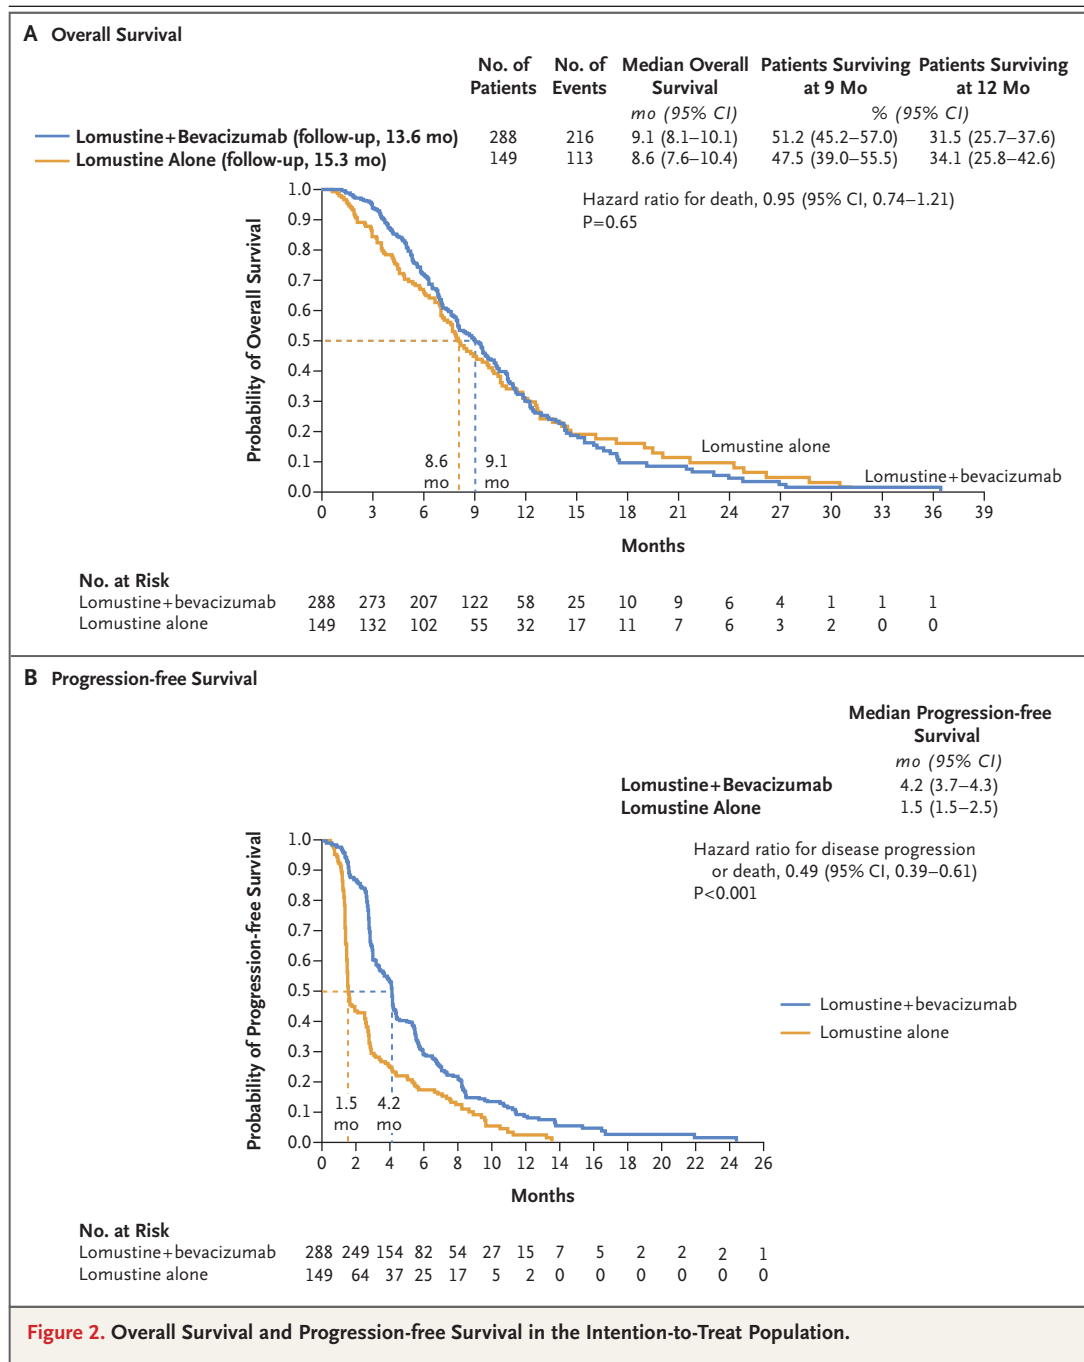 A Overall Survival
No. of Patients No. of Events Median Overall Survival Patients Surviving at 9 Mo Patients Surviving at 12 Mo
mo (95% CI) % (95% CI)
Lomustine+Bevacizumab (follow-up, 13.6 mo) 288 216 9.1 (8.1–10.1) 51.2 (45.2–57.0) 31.5 (25.7–37.6)
Lomustine Alone (follow-up, 15.3 mo) 149 113 8.6 (7.6–10.4) 47.5 (39.0–55.5) 34.1 (25.8–42.6)
Hazard ratio for death, 0.95 (95% CI, 0.74–1.21)
P=0.65
Probability of Overall Survival
1.0
0.9
0.8
0.7
0.6
0.5
0.4
0.3
0.2
0.1
0.0
8.6 mo
9.1 mo
Lomustine alone
Lomustine+bevacizumab
0 3 6 9 12 15 18 21 24 27 30 33 36 39
Months
No. at Risk
Lomustine+bevacizumab 288 273 207 122 58 25 10 9 6 4 1 1 1
Lomustine alone 149 132 102 55 32 17 11 7 6 3 2 0 0
B Progression-free Survival
Median Progression-free
Survival
mo (95% CI)
Lomustine+Bevacizumab 4.2 (3.7–4.3)
Lomustine Alone 1.5 (1.5–2.5)
Hazard ratio for disease progression
or death, 0.49 (95% CI, 0.39–0.61)
P<0.001
Probability of Progression-free Survival
1.0
0.9
0.8
0.7
0.6
0.5
0.4
0.3
0.2
0.1
0.0
1.5 mo
4.2 mo
Lomustine+bevacizumab
Lomustine alone
0 2 4 6 8 10 12 14 16 18 20 22 24 26
Months
No. at Risk
Lomustine+bevacizumab 288 249 154 82 54 27 15 7 5 2 2 2 1
Lomustine alone 149 64 37 25 17 5 2 0 0 0 0 0 0
Figure 2. Overall Survival and Progression-free Survival in the Intention-to-Treat Population.